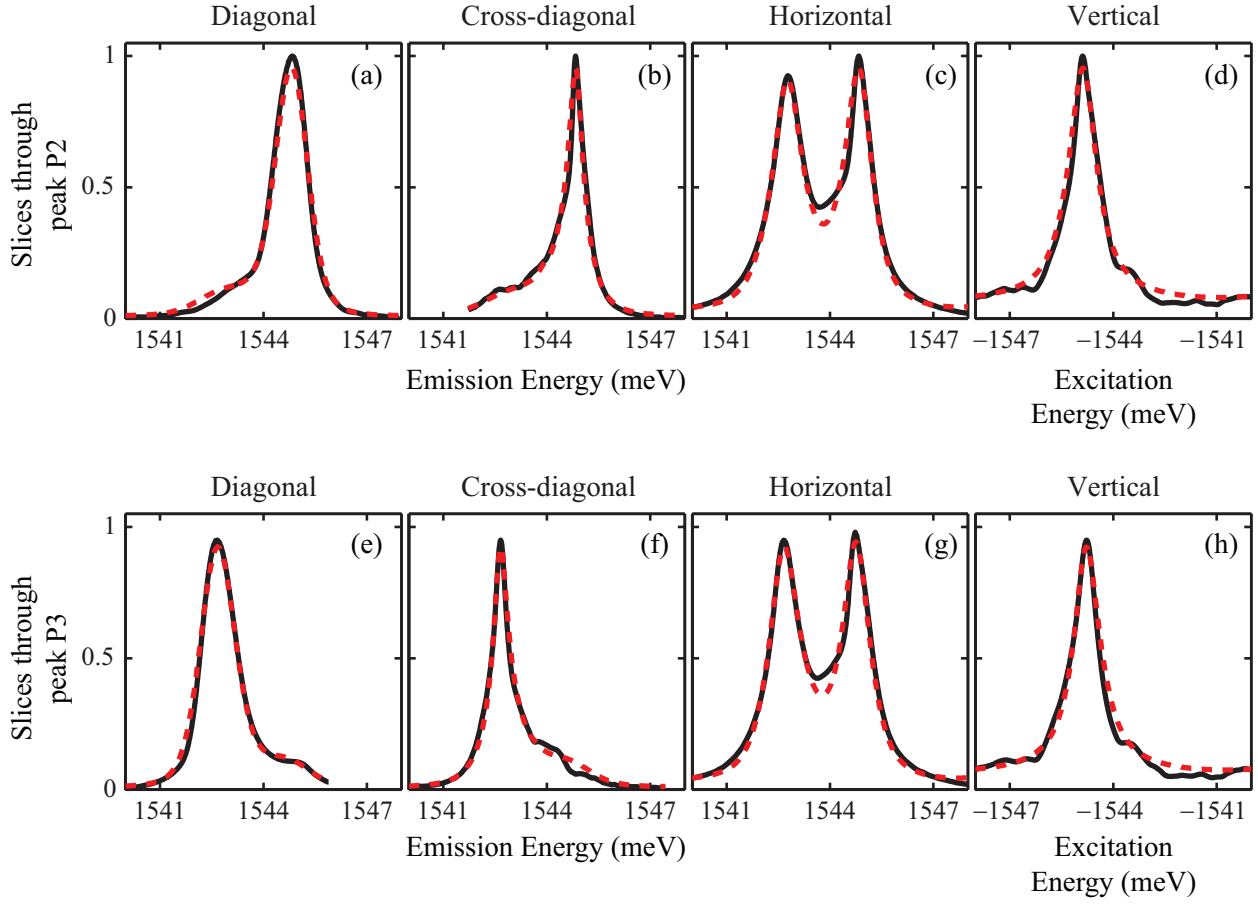 Diagonal Cross-diagonal Horizontal Vertical
(a) (b) (c) (d)
1
0.5
0
Slices through
peak P2
1541 1544 1547 1541 1544 1547 1541 1544 1547 −1547 −1544 −1541
Emission Energy (meV)
Excitation
Energy (meV)
Diagonal Cross-diagonal Horizontal Vertical
(e) (f) (g) (h)
1
0.5
0
Slices through
peak P3
1541 1544 1547 1541 1544 1547 1541 1544 1547 −1547 −1544 −1541
Emission Energy (meV)
Excitation
Energy (meV)